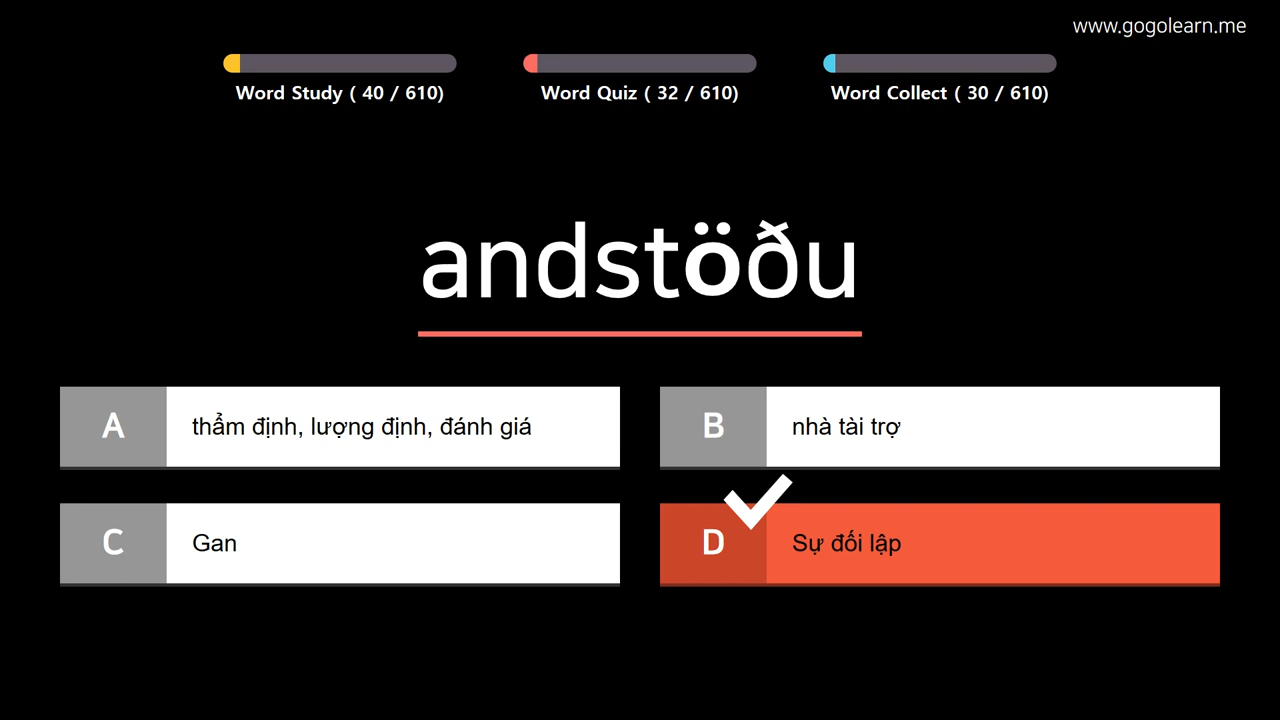 www.gogolearn.me
Word Study ( 40 / 610)
Word Quiz ( 32 / 610)
Word Collect ( 30 / 610)
andstöðu
A
thẩm định, lượng định, đánh giá
B
nhà tài trợ
C
Gan
D
Sự đối lập